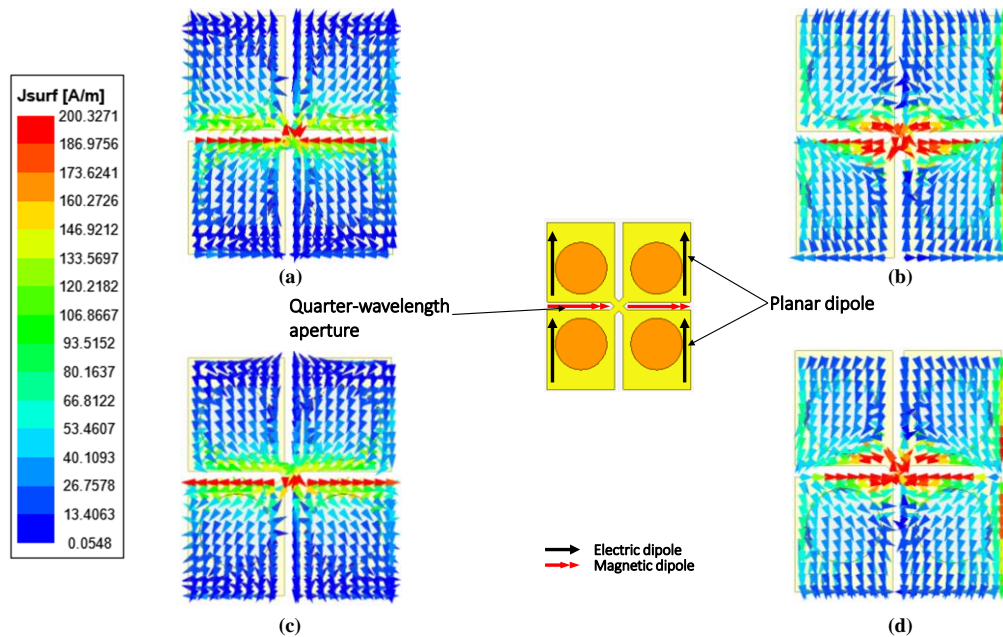 Jsurf [A/m]
200.3271
186.9756
173.6241
160.2726
146.9212
133.5697
120.2182
106.8667
93.5152
80.1637
66.8122
53.4607
40.1093
26.7578
13.4063
0.0548
(a)
(b)
Quarter-wavelength
aperture
Planar dipole
Electric dipole
Magnetic dipole
(c)
(d)